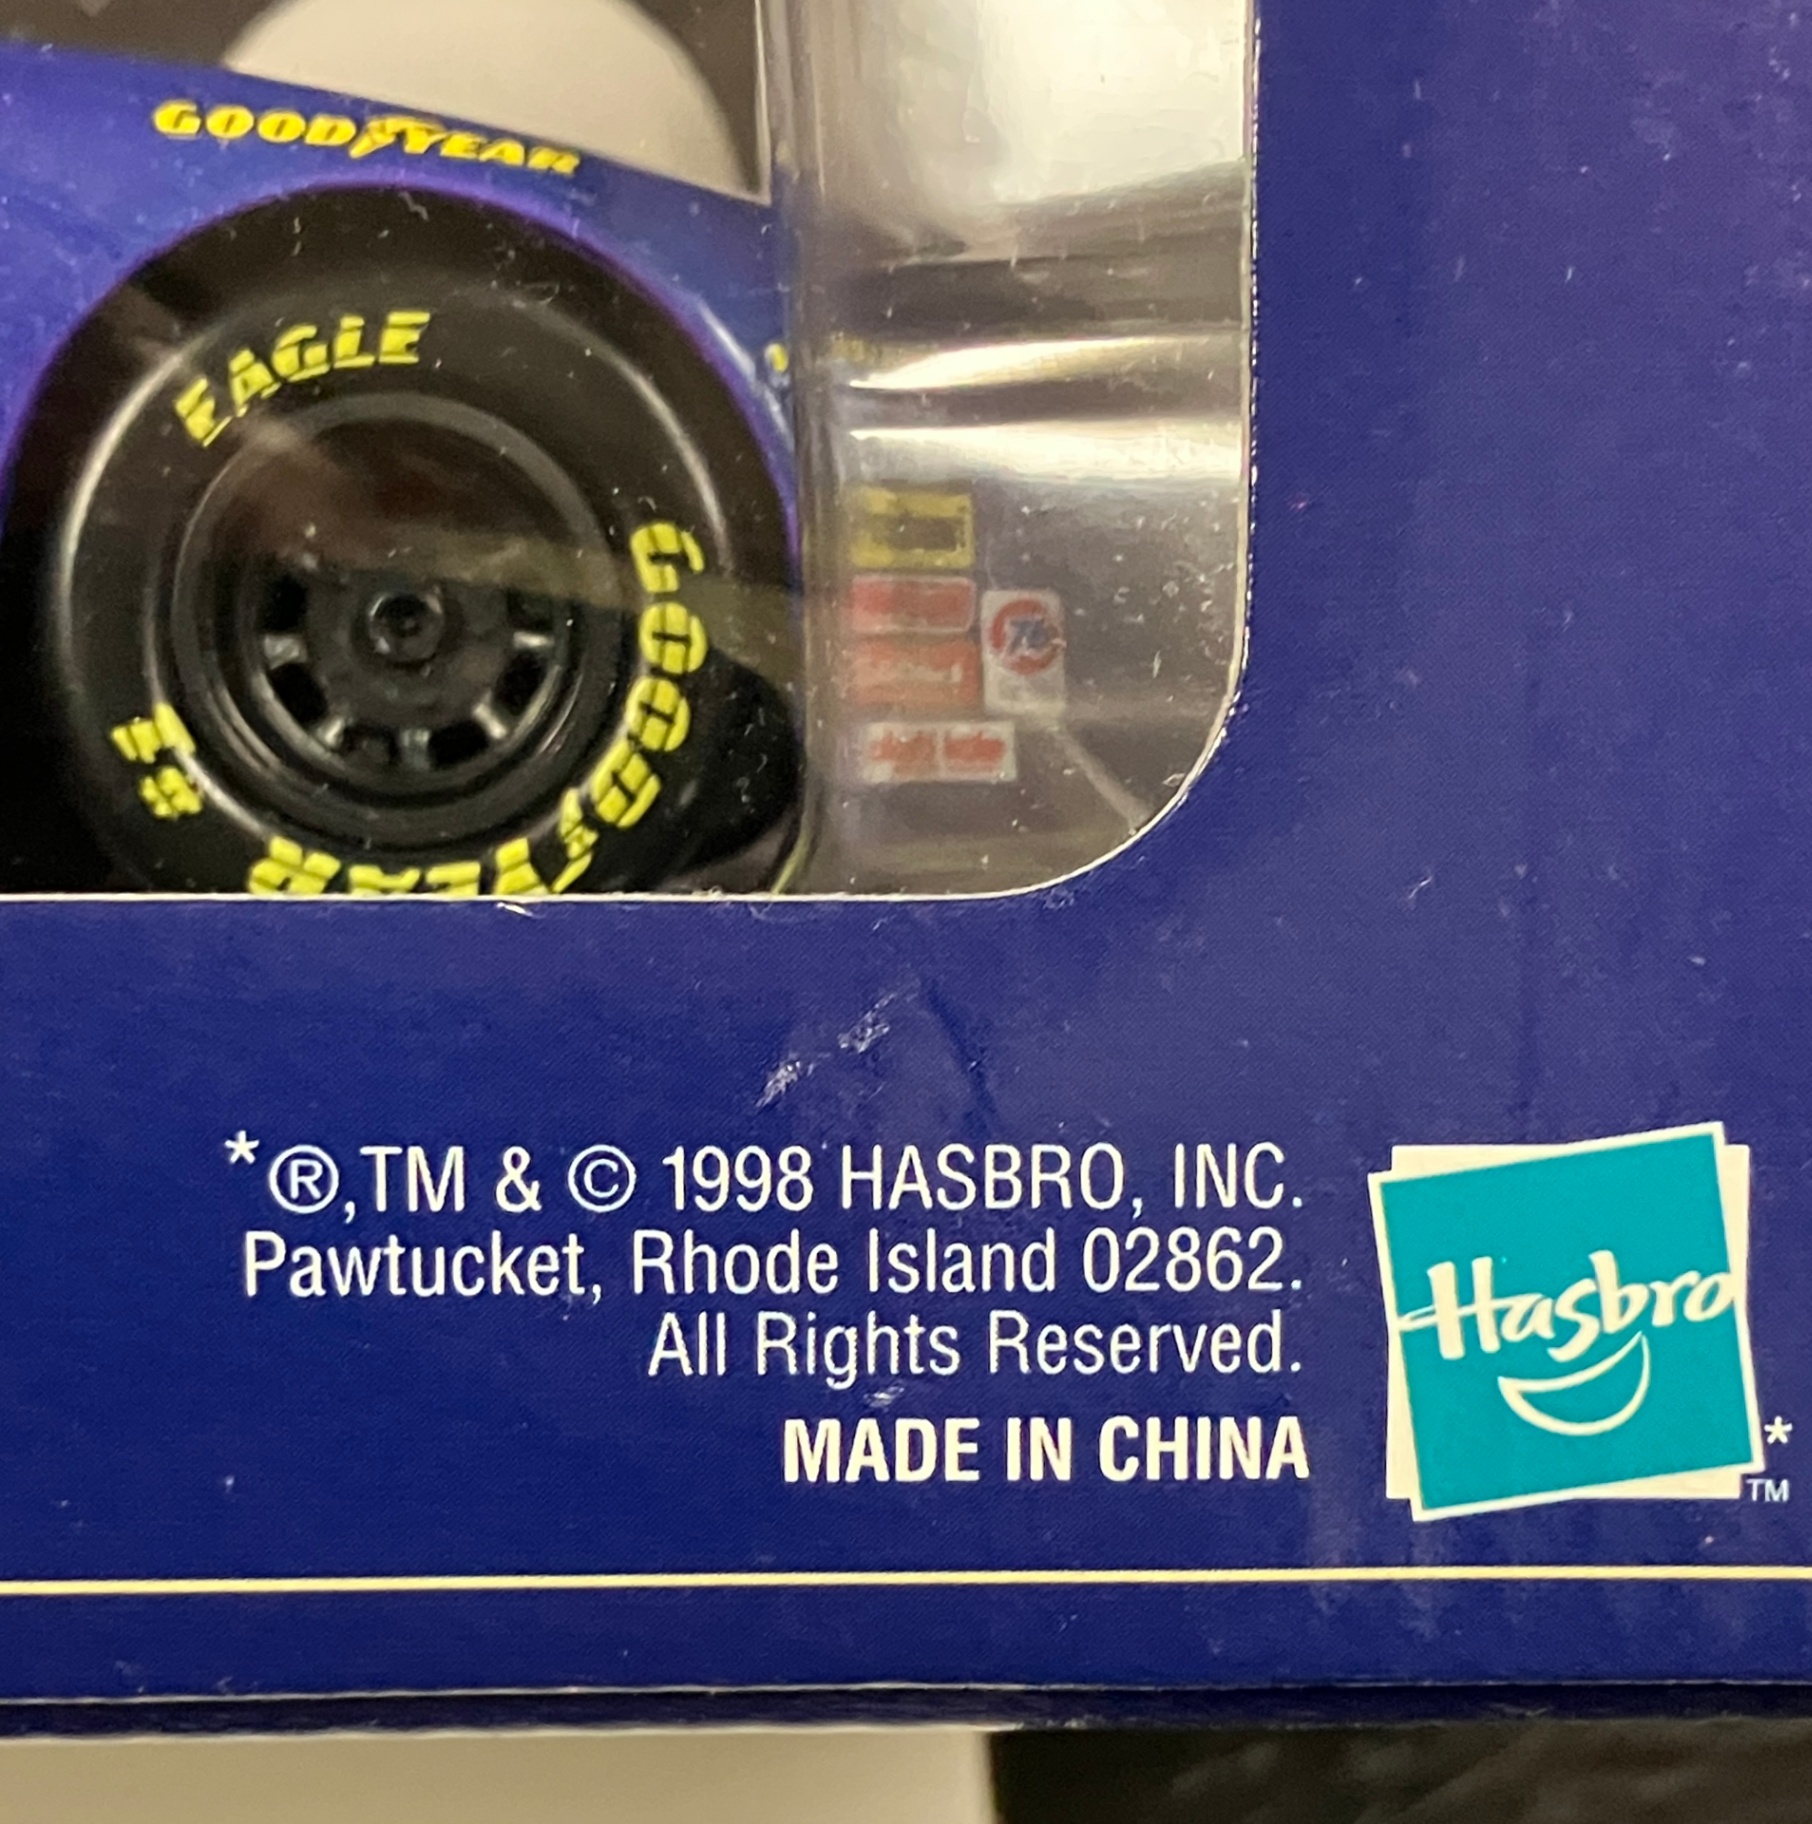 GOODYEAR
EAGLE
GOODYEAR
76
*®,TM & © 1998 HASBRO, INC.
Pawtucket, Rhode Island 02862.
All Rights Reserved.
MADE IN CHINA
Hasbro
*
TM